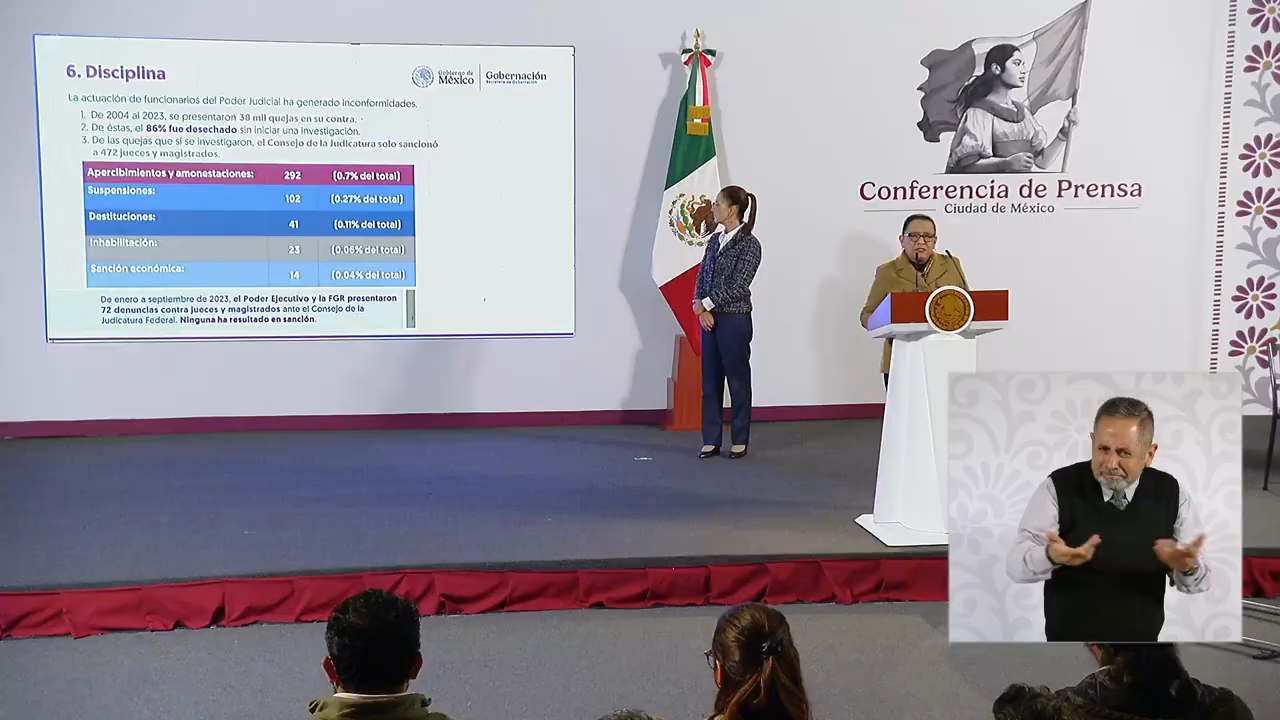 6. Disciplina
Gobierno de
México
Gobernación
Secretaría de Gobernación
La actuación de funcionarios del Poder Judicial ha generado inconformidades.
1. De 2004 al 2023, se presentaron 38 mil quejas en su contra.
2. De éstas, el 86% fue desechado sin iniciar una investigación.
3. De las quejas que sí se investigaron, el Consejo de la Judicatura solo sancionó
a 472 jueces y magistrados.
Apercibimientos y amonestaciones: 292 (0.7% del total)
Suspensiones: 102 (0.27% del total)
Destituciones: 41 (0.11% del total)
Inhabilitación: 23 (0.06% del total)
Sanción económica: 14 (0.04% del total)
De enero a septiembre de 2023, el Poder Ejecutivo y la FGR presentaron
72 denuncias contra jueces y magistrados ante el Consejo de la
Judicatura Federal. Ninguna ha resultado en sanción.
Conferencia de Prensa
Ciudad de México